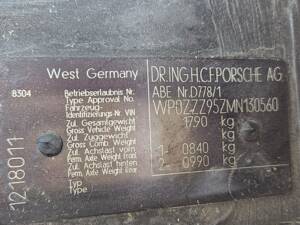 West Germany
DR.ING.H.C.F.PORSCHE AG
8304
Betriebserlaubnis Nr.
Type Approval No.
ABE Nr.D778/1
Fahrzeug-
Identifizierungs-Nr. VIN
WP0ZZZ95ZMN130560
Zul. Gesamtgewicht
Gross Vehicle Weight
1790 kg
Zul. Zuggewicht
Gross Comb. Weight
kg
Zul. Achslast vorn
Perm. Axle Weight Front
1- 0840
Zul. Achslast hinten
Perm. Axle Weight Rear
2- 0990 kg
Typ
Type
1218011